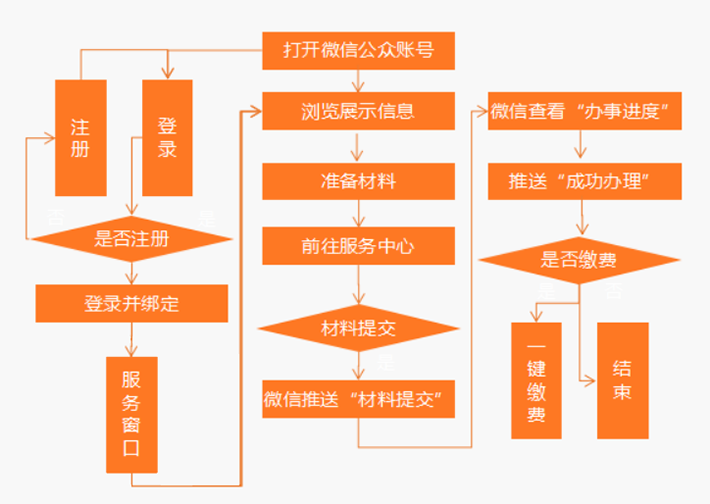 打开微信公众账号
注册
登录
否
是
是否注册
登录并绑定
服务窗口
浏览展示信息
准备材料
前往服务中心
材料提交
是
微信推送“材料提交”
微信查看“办事进度”
推送“成功办理”
是否缴费
是
否
一键缴费
结束